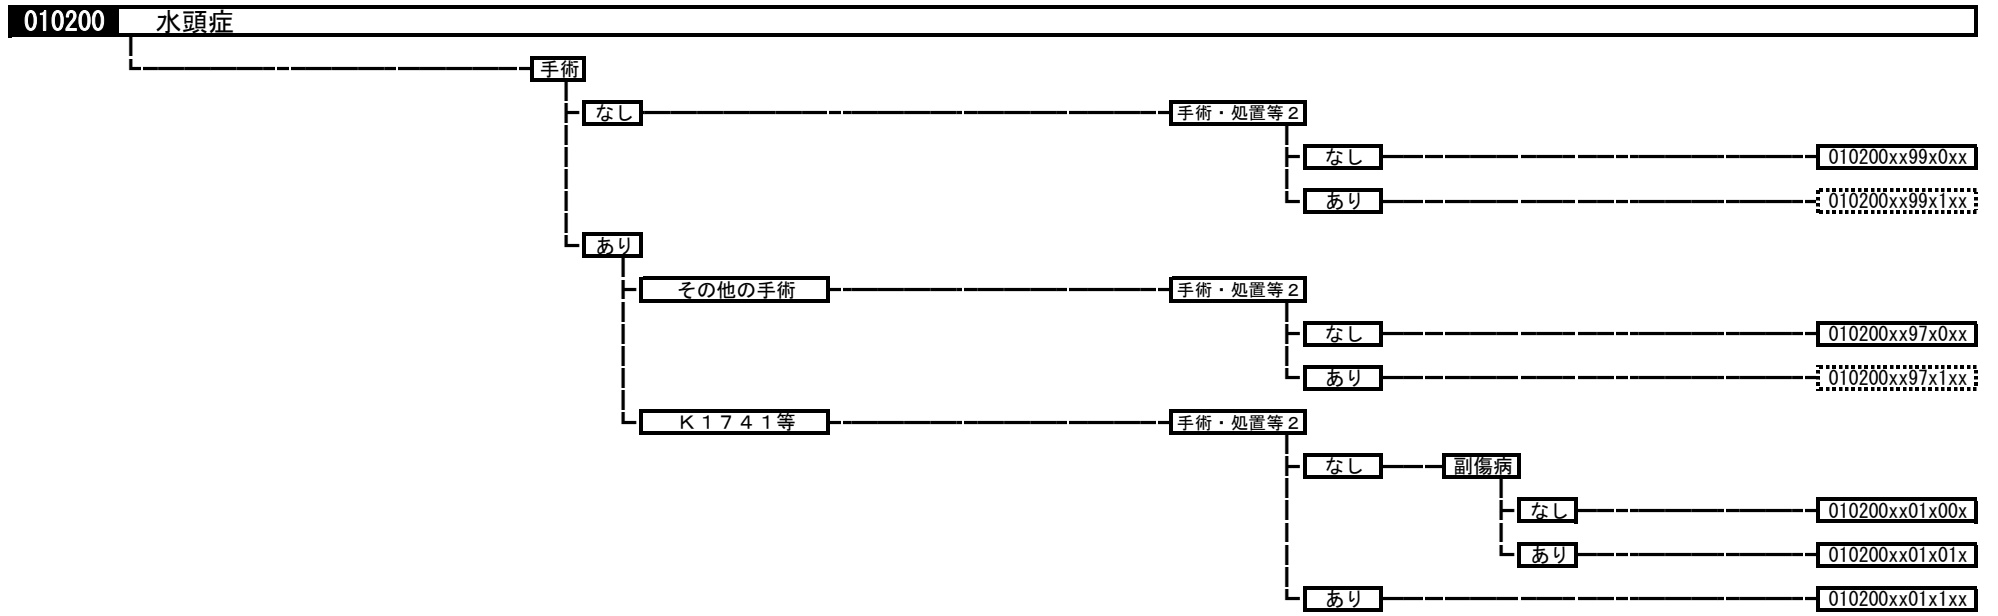 010200 水頭症
手術
なし 手術・処置等２
なし 010200xx99x0xx
あり 010200xx99x1xx
あり
その他の手術 手術・処置等２
なし 010200xx97x0xx
あり 010200xx97x1xx
Ｋ１７４１等 手術・処置等２
なし 副傷病
なし 010200xx01x00x
あり 010200xx01x01x
あり 010200xx01x1xx